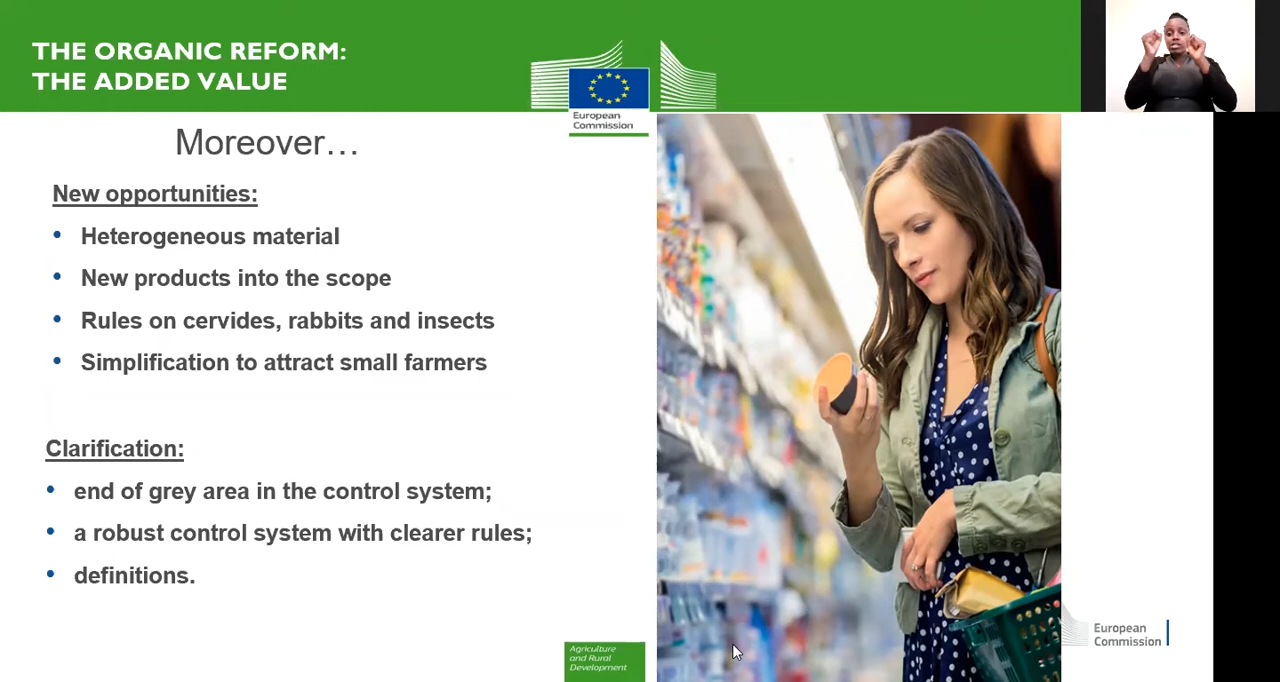 THE ORGANIC REFORM:
THE ADDED VALUE
European
Commission
Moreover…
New opportunities:
• Heterogeneous material
• New products into the scope
• Rules on cervides, rabbits and insects
• Simplification to attract small farmers
Clarification:
• end of grey area in the control system;
• a robust control system with clearer rules;
• definitions.
Agriculture
and Rural
Development
European
Commission